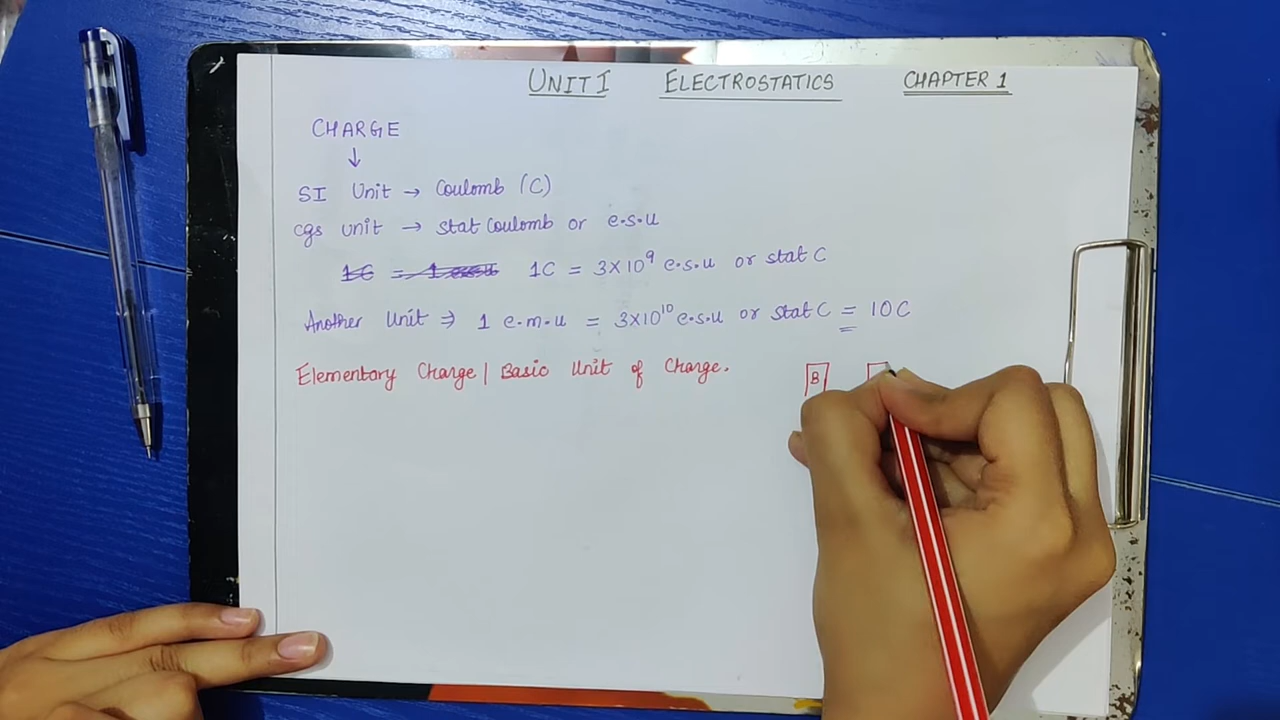 UNIT I ELECTROSTATICS CHAPTER 1
CHARGE
↓
SI Unit → Coulomb (C)
cgs unit → stat Coulomb or e.s.u
1C = 3×10⁹ e.s.u or stat C
Another Unit ⇒ 1 e.m.u = 3×10¹⁰ e.s.u or stat C = 10C
Elementary Charge | Basic Unit of Charge. B